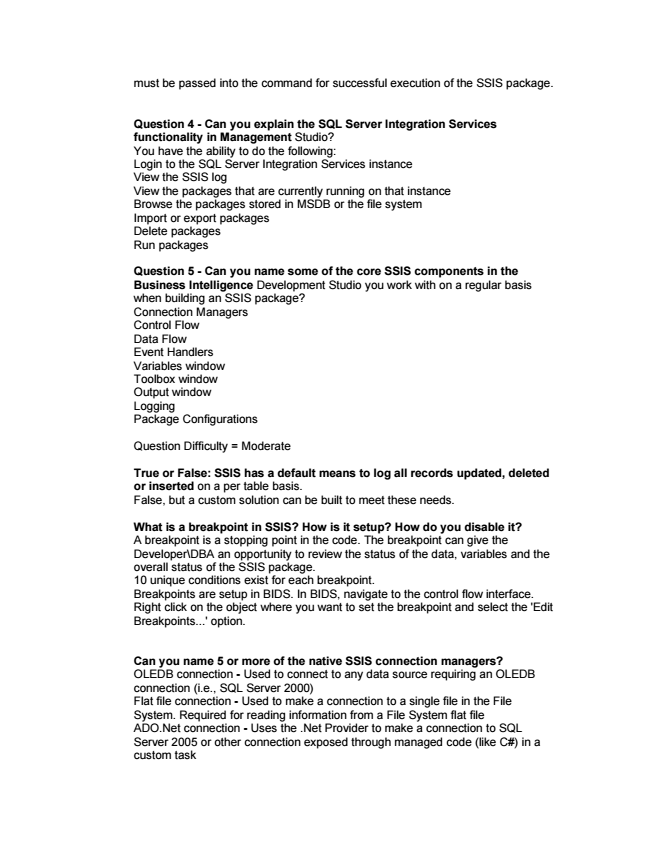 must be passed into the command for successful execution of the SSIS package.
Question 4 - Can you explain the SQL Server Integration Services
functionality in Management Studio?
You have the ability to do the following:
Login to the SQL Server Integration Services instance
View the SSIS log
View the packages that are currently running on that instance
Browse the packages stored in MSDB or the file system
Import or export packages
Delete packages
Run packages
Question 5 - Can you name some of the core SSIS components in the
Business Intelligence Development Studio you work with on a regular basis
when building an SSIS package?
Connection Managers
Control Flow
Data Flow
Event Handlers
Variables window
Toolbox window
Output window
Logging
Package Configurations
Question Difficulty = Moderate
True or False: SSIS has a default means to log all records updated, deleted
or inserted on a per table basis.
False, but a custom solution can be built to meet these needs.
What is a breakpoint in SSIS? How is it setup? How do you disable it?
A breakpoint is a stopping point in the code. The breakpoint can give the
Developer\DBA an opportunity to review the status of the data, variables and the
overall status of the SSIS package.
10 unique conditions exist for each breakpoint.
Breakpoints are setup in BIDS. In BIDS, navigate to the control flow interface.
Right click on the object where you want to set the breakpoint and select the 'Edit
Breakpoints...' option.
Can you name 5 or more of the native SSIS connection managers?
OLEDB connection - Used to connect to any data source requiring an OLEDB
connection (i.e., SQL Server 2000)
Flat file connection - Used to make a connection to a single file in the File
System. Required for reading information from a File System flat file
ADO.Net connection - Uses the .Net Provider to make a connection to SQL
Server 2005 or other connection exposed through managed code (like C#) in a
custom task